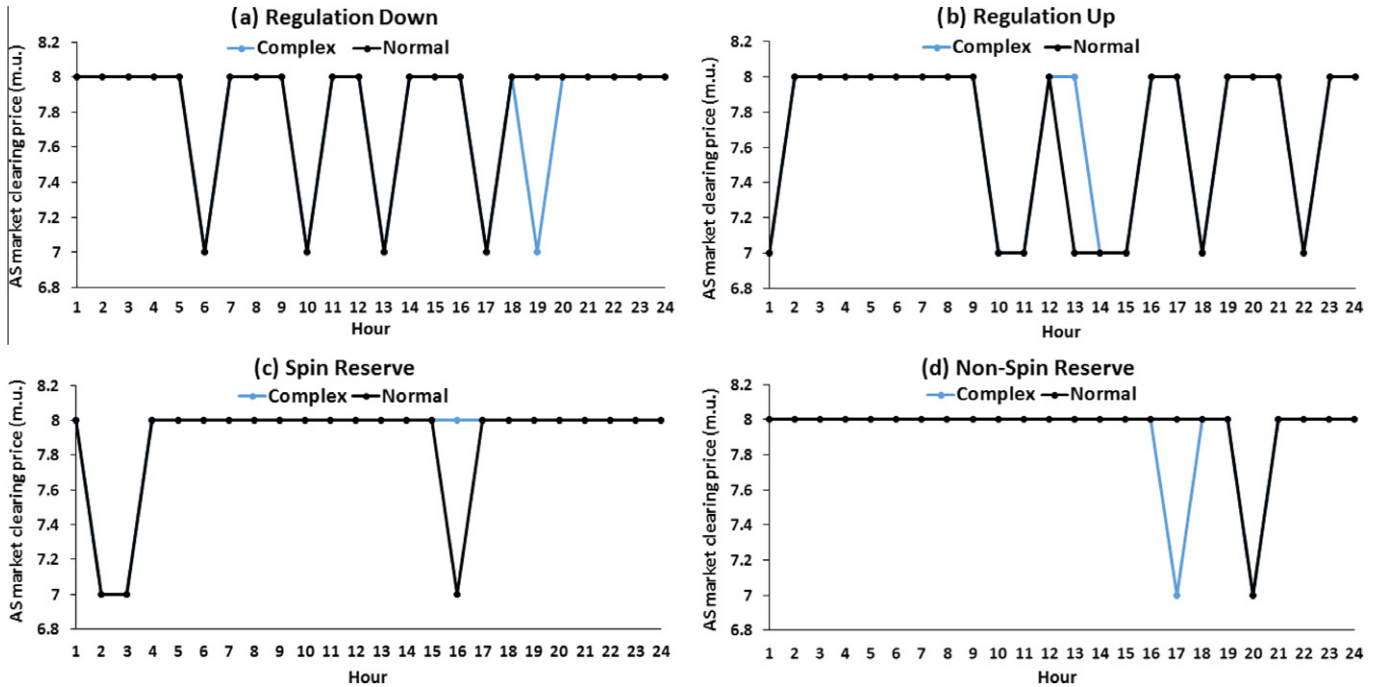 (a) Regulation Down
Complex Normal
AS market clearing price (m.u.)
8.2
8
7.8
7.6
7.4
7.2
7
6.8
1 2 3 4 5 6 7 8 9 10 11 12 13 14 15 16 17 18 19 20 21 22 23 24
Hour
(b) Regulation Up
Complex Normal
AS market clearing price (m.u.)
8.2
8
7.8
7.6
7.4
7.2
7
6.8
1 2 3 4 5 6 7 8 9 10 11 12 13 14 15 16 17 18 19 20 21 22 23 24
Hour
(c) Spin Reserve
Complex Normal
AS market clearing price (m.u.)
8.2
8
7.8
7.6
7.4
7.2
7
6.8
1 2 3 4 5 6 7 8 9 10 11 12 13 14 15 16 17 18 19 20 21 22 23 24
Hour
(d) Non-Spin Reserve
Complex Normal
AS market clearing price (m.u.)
8.2
8
7.8
7.6
7.4
7.2
7
6.8
1 2 3 4 5 6 7 8 9 10 11 12 13 14 15 16 17 18 19 20 21 22 23 24
Hour